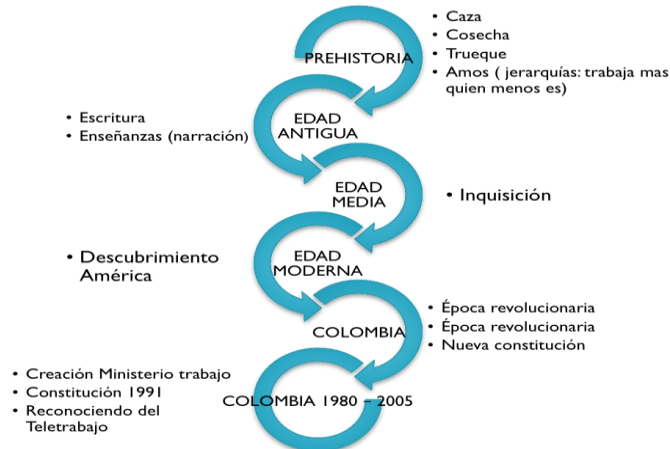 PREHISTORIA
• Caza
• Cosecha
• Trueque
• Amos ( jerarquías: trabaja mas
quien menos es)
EDAD
ANTIGUA
• Escritura
• Enseñanzas (narración)
EDAD
MEDIA
• Inquisición
EDAD
MODERNA
• Descubrimiento
América
COLOMBIA
• Época revolucionaria
• Época revolucionaria
• Nueva constitución
COLOMBIA 1980 – 2005
• Creación Ministerio trabajo
• Constitución 1991
• Reconociendo del
Teletrabajo